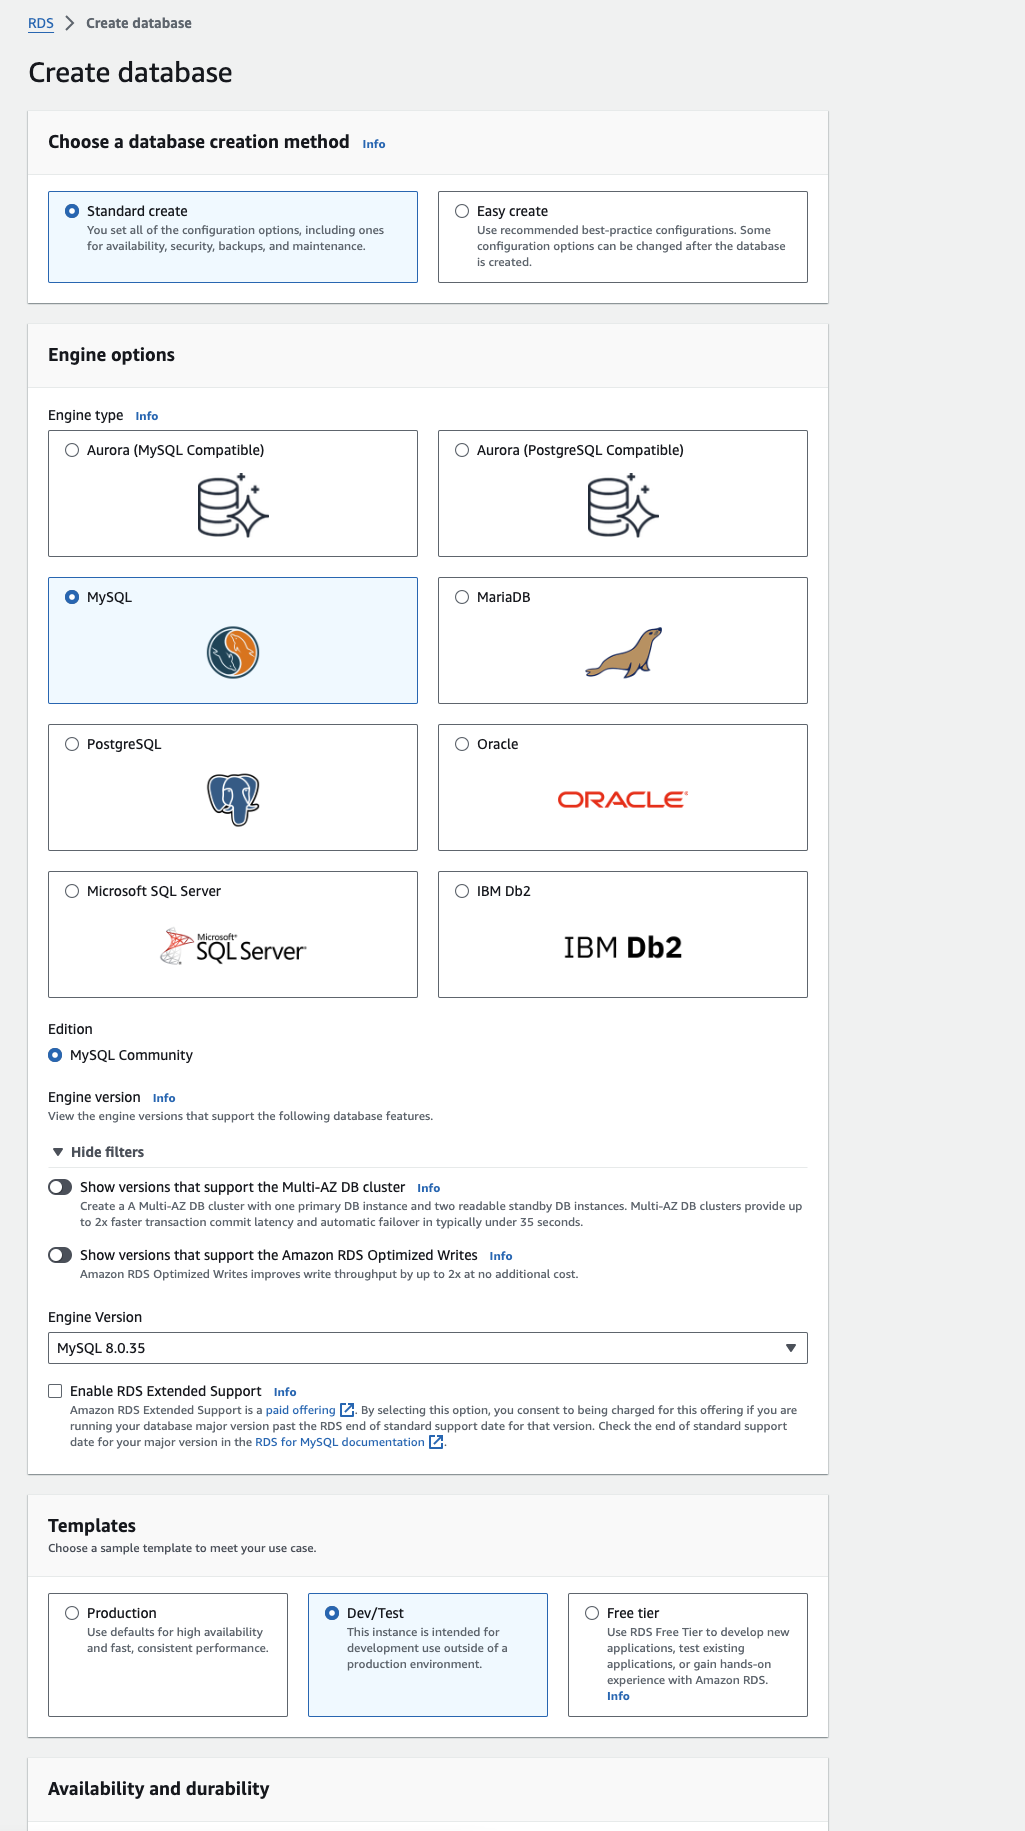 RDS > Create database
Create database
Choose a database creation method Info
Standard create
You set all of the configuration options, including ones
for availability, security, backups, and maintenance.
Easy create
Use recommended best-practice configurations. Some
configuration options can be changed after the database
is created.
Engine options
Engine type Info
Aurora (MySQL Compatible)
Aurora (PostgreSQL Compatible)
MySQL
MariaDB
PostgreSQL
Oracle
ORACLE
Microsoft SQL Server
Microsoft
SQL Server
IBM Db2
IBM Db2
Edition
MySQL Community
Engine version Info
View the engine versions that support the following database features.
Hide filters
Show versions that support the Multi-AZ DB cluster Info
Create a A Multi-AZ DB cluster with one primary DB instance and two readable standby DB instances. Multi-AZ DB clusters provide up
to 2x faster transaction commit latency and automatic failover in typically under 35 seconds.
Show versions that support the Amazon RDS Optimized Writes Info
Amazon RDS Optimized Writes improves write throughput by up to 2x at no additional cost.
Engine Version
MySQL 8.0.35
Enable RDS Extended Support Info
Amazon RDS Extended Support is a paid offering. By selecting this option, you consent to being charged for this offering if you are
running your database major version past the RDS end of standard support date for that version. Check the end of standard support
date for your major version in the RDS for MySQL documentation.
Templates
Choose a sample template to meet your use case.
Production
Use defaults for high availability
and fast, consistent performance.
Dev/Test
This instance is intended for
development use outside of a
production environment.
Free tier
Use RDS Free Tier to develop new
applications, test existing
applications, or gain hands-on
experience with Amazon RDS.
Info
Availability and durability